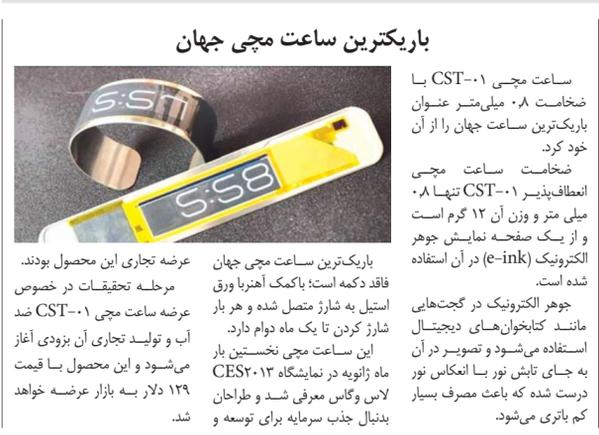 باریکترین ساعت مچی جهان
ساعت مچی CST-۰۱ با
ضخامت ۰٫۸ میلی‌متر عنوان
باریک‌ترین ساعت جهان را از آن
خود کرد.
ضخامت ساعت مچی
انعطاف‌پذیر CST-۰۱ تنها ۰٫۸
میلی متر و وزن آن ۱۲ گرم است
و از یک صفحه نمایش جوهر
الکترونیک (e-ink) در آن استفاده
شده است.
جوهر الکترونیک در گجت‌هایی
مانند کتابخوان‌های دیجیتال
استفاده می‌شود و تصویر در آن
به جای تابش نور با انعکاس نور
درست شده که باعث مصرف بسیار
کم باتری می‌شود.
باریک‌ترین ساعت مچی جهان
فاقد دکمه است؛ باکمک آهنربا ورق
استیل به شارژ متصل شده و هر بار
شارژ کردن تا یک ماه دوام دارد.
این ساعت مچی نخستین بار
ماه ژانویه در نمایشگاه CES۲۰۱۳
لاس وگاس معرفی شد و طراحان
بدنبال جذب سرمایه برای توسعه و
عرضه تجاری این محصول بودند.
مرحله تحقیقات در خصوص
عرضه ساعت مچی CST-۰۱ ضد
آب و تولید تجاری آن بزودی آغاز
می‌شود و این محصول با قیمت
۱۲۹ دلار به بازار عرضه خواهد
شد.
5:58